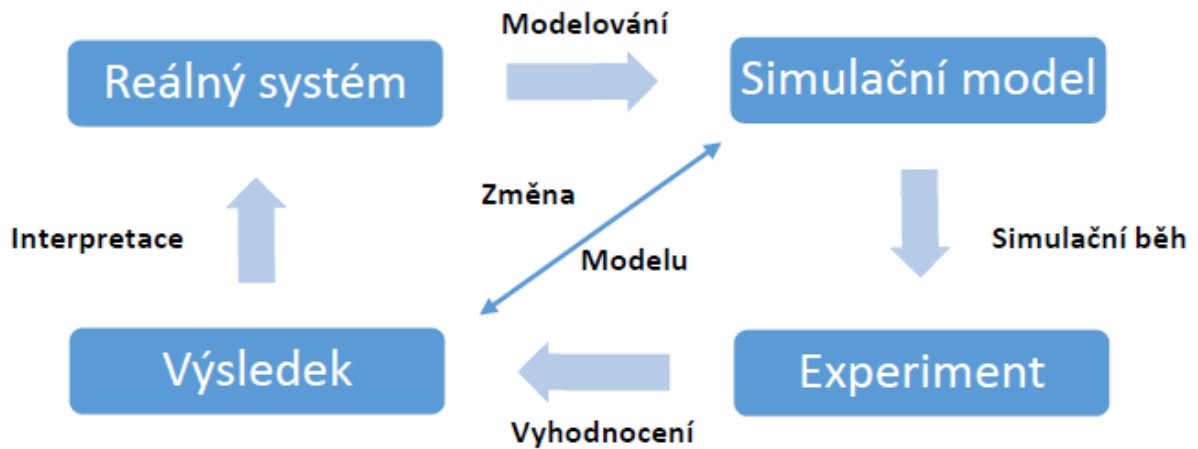 Modelování
Reálný systém
Simulační model
Změna
Interpretace
Simulační běh
Modelu
Výsledek
Experiment
Vyhodnocení